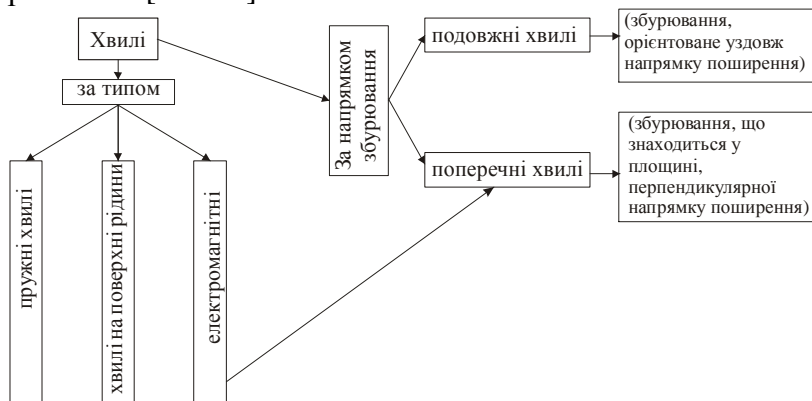 Хвилі
за типом
пружні хвилі
хвилі на поверхні рідини
електромагнітні
За напрямком
збурювання
подовжні хвилі
(збурювання,
орієнтоване уздовж
напрямку поширення)
поперечні хвилі
(збурювання, що
знаходиться у
площині,
перпендикулярної
напрямку поширення)